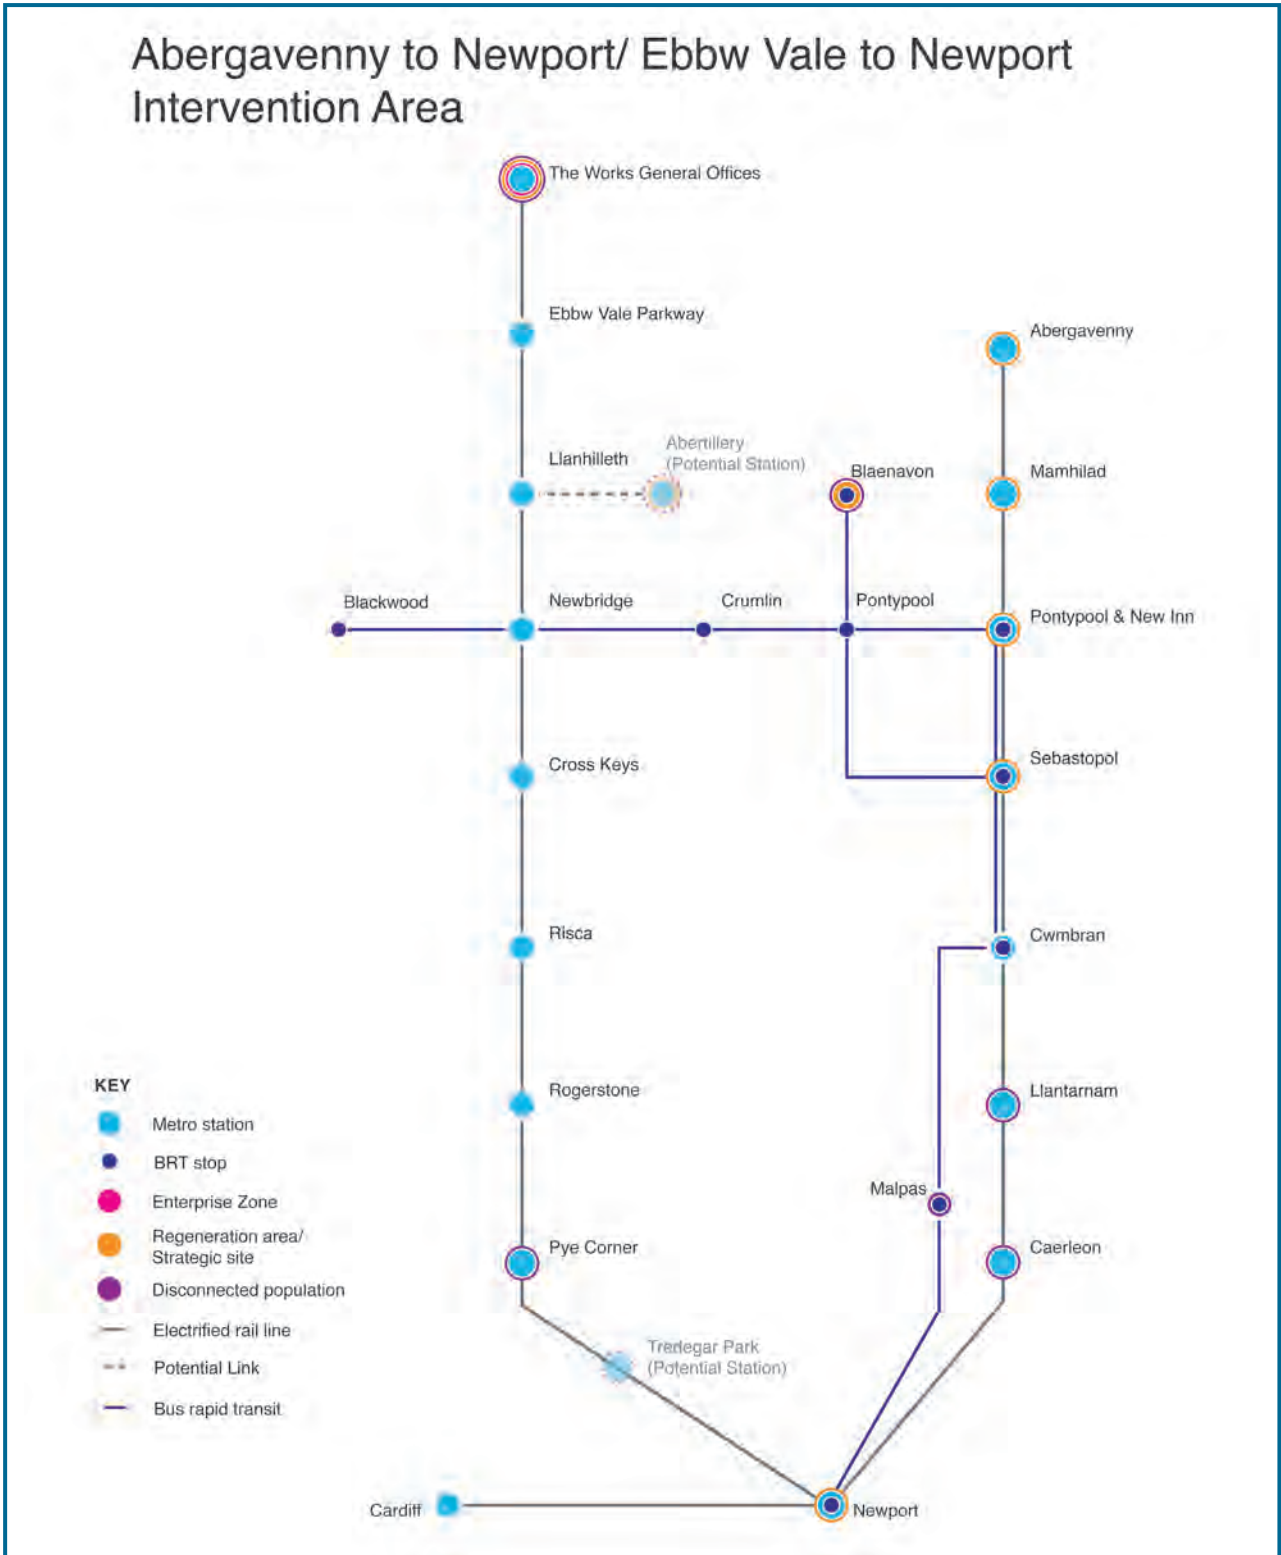 Abergavenny to Newport/ Ebbw Vale to Newport
Intervention Area
The Works General Offices
Ebbw Vale Parkway
Abergavenny
Llanhilleth
Abertillery
(Potential Station)
Blaenavon
Mamhilad
Blackwood
Newbridge
Crumlin
Pontypool
Pontypool & New Inn
Cross Keys
Sebastopol
Risca
Cwmbran
Rogerstone
Llantarnam
Malpas
Pye Corner
Caerleon
Tredegar Park
(Potential Station)
Cardiff
Newport
KEY
Metro station
BRT stop
Enterprise Zone
Regeneration area/
Strategic site
Disconnected population
Electrified rail line
Potential Link
Bus rapid transit